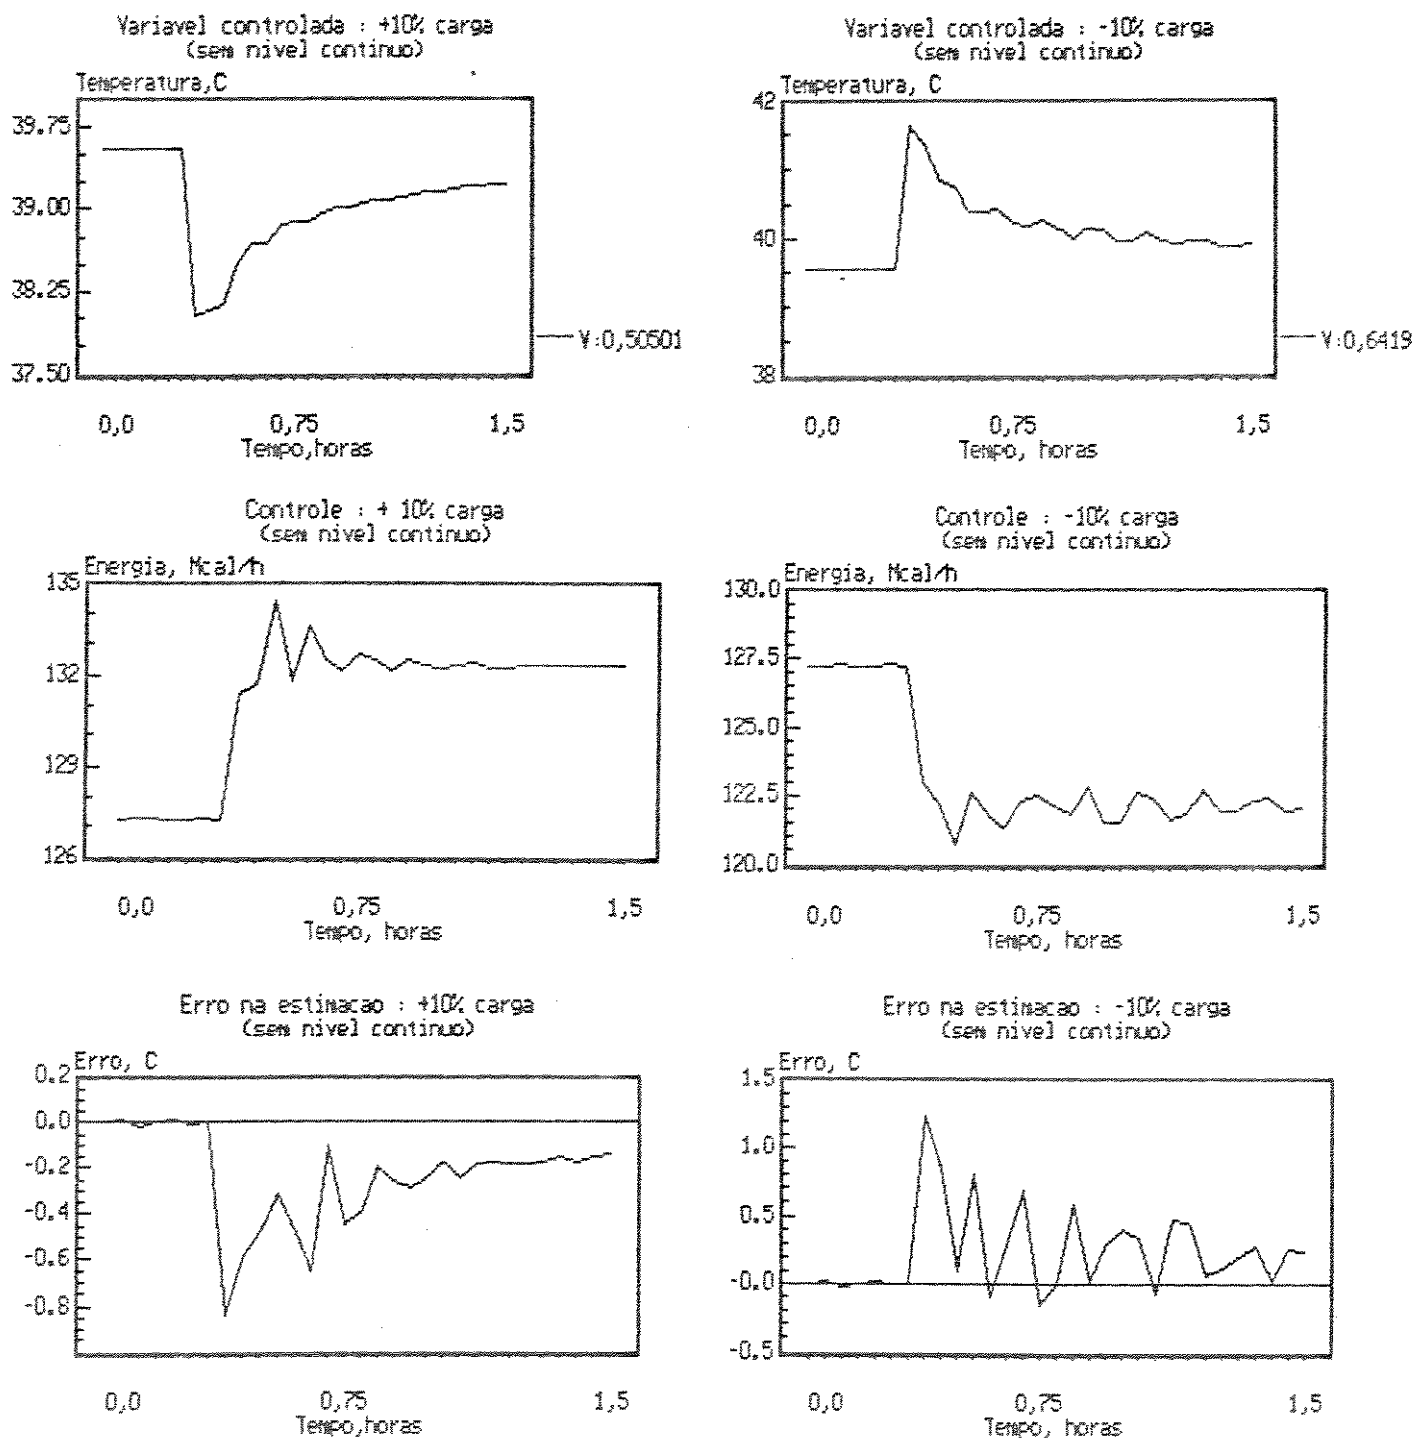 Variavel controlada : +10% carga
(sem nivel continuo)
Temperatura,C
39.75
39.00
38.25
37.50
V:0,50501
0,0 0,75 1,5
Tempo,horas
Variavel controlada : -10% carga
(sem nivel continuo)
Temperatura, C
42
40
38
V:0,6419
0,0 0,75 1,5
Tempo, horas
Controle : + 10% carga
(sem nivel continuo)
Energia, Mcal/h
135
132
129
126
0,0 0,75 1,5
Tempo, horas
Controle : -10% carga
(sem nivel continuo)
Energia, Mcal/h
130.0
127.5
125.0
122.5
120.0
0,0 0,75 1,5
Tempo, horas
Erro na estimacao : +10% carga
(sem nivel continuo)
Erro, C
0.2
0.0
-0.2
-0.4
-0.6
-0.8
0,0 0,75 1,5
Tempo,horas
Erro na estimacao : -10% carga
(sem nivel continuo)
Erro, C
1.5
1.0
0.5
-0.0
-0.5
0,0 0,75 1,5
Tempo, horas